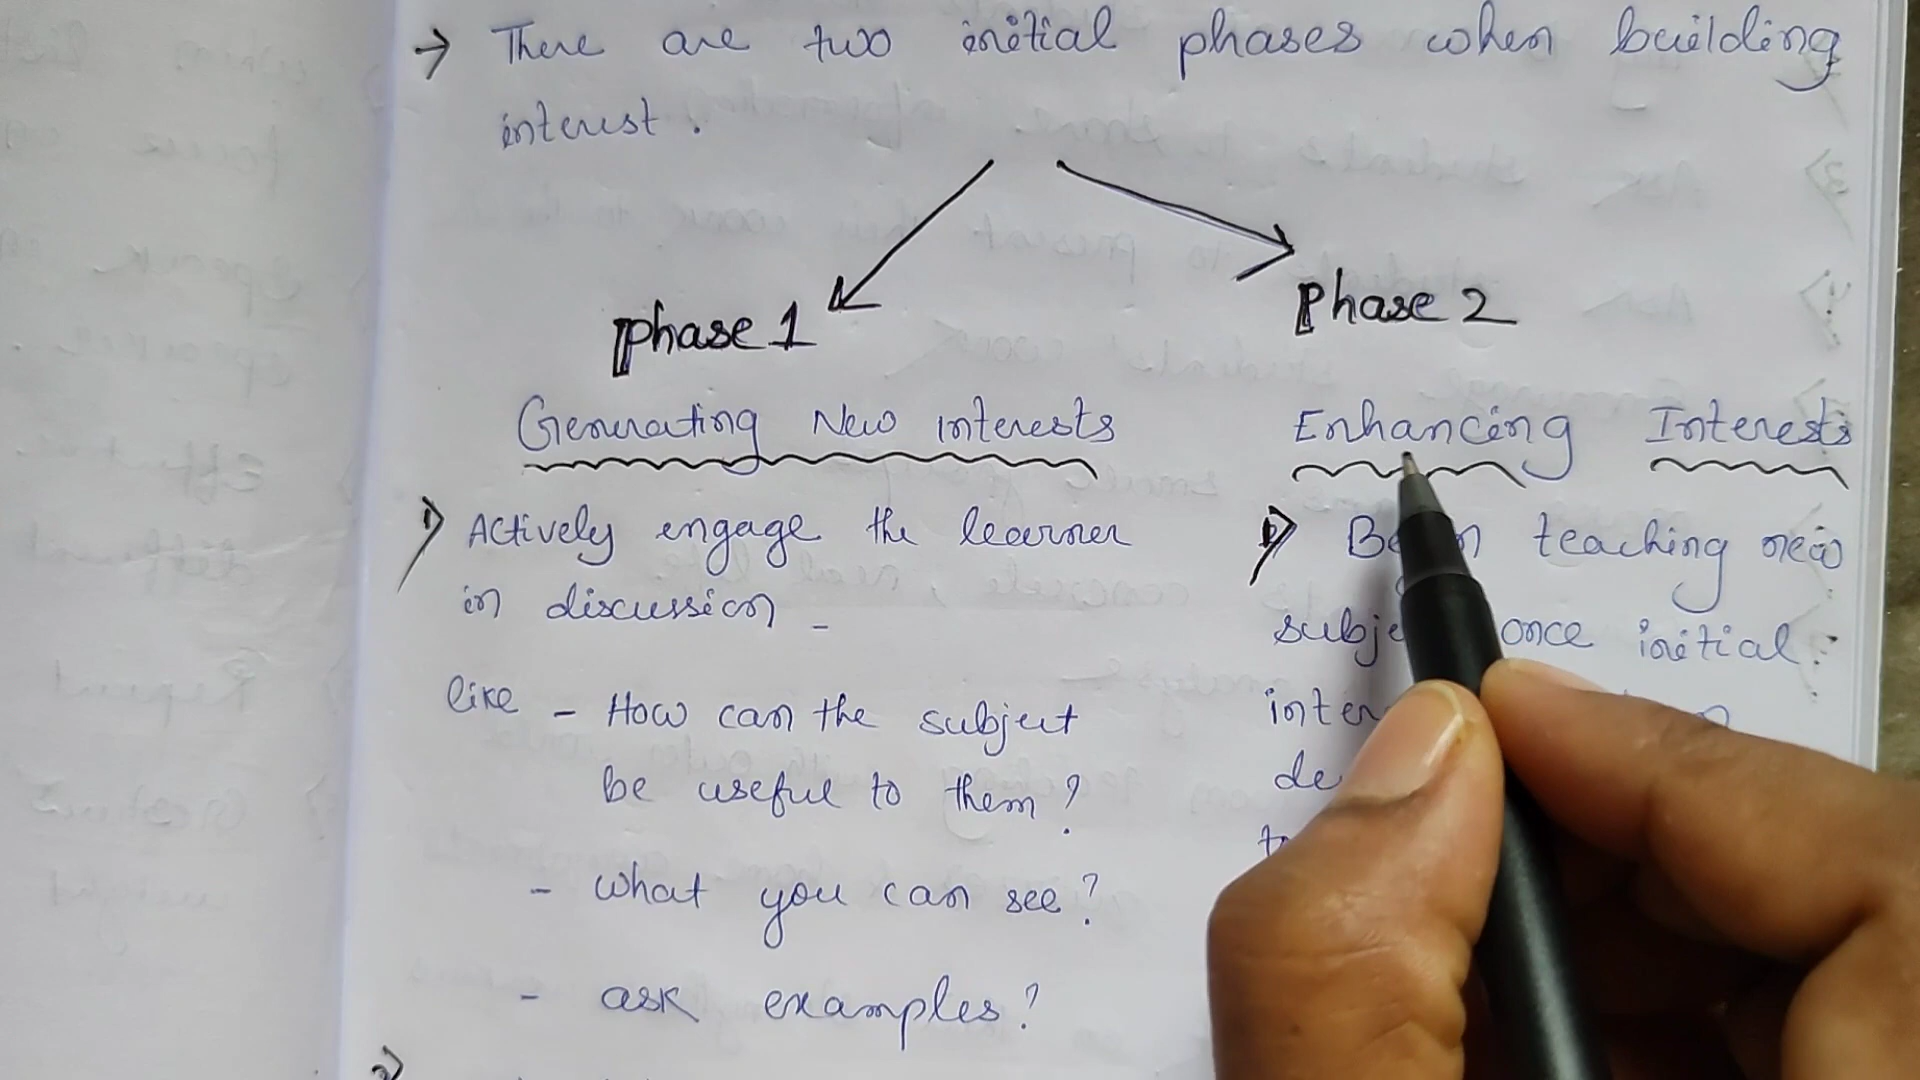 → There are two initial phases when building
interest.
Phase 1
Generating New interests
1) Actively engage the learner
in discussion -
like - How can the subject
be useful to them?
- what you can see?
- ask examples?
2)
Phase 2
Enhancing Interests
teaching new
once initial